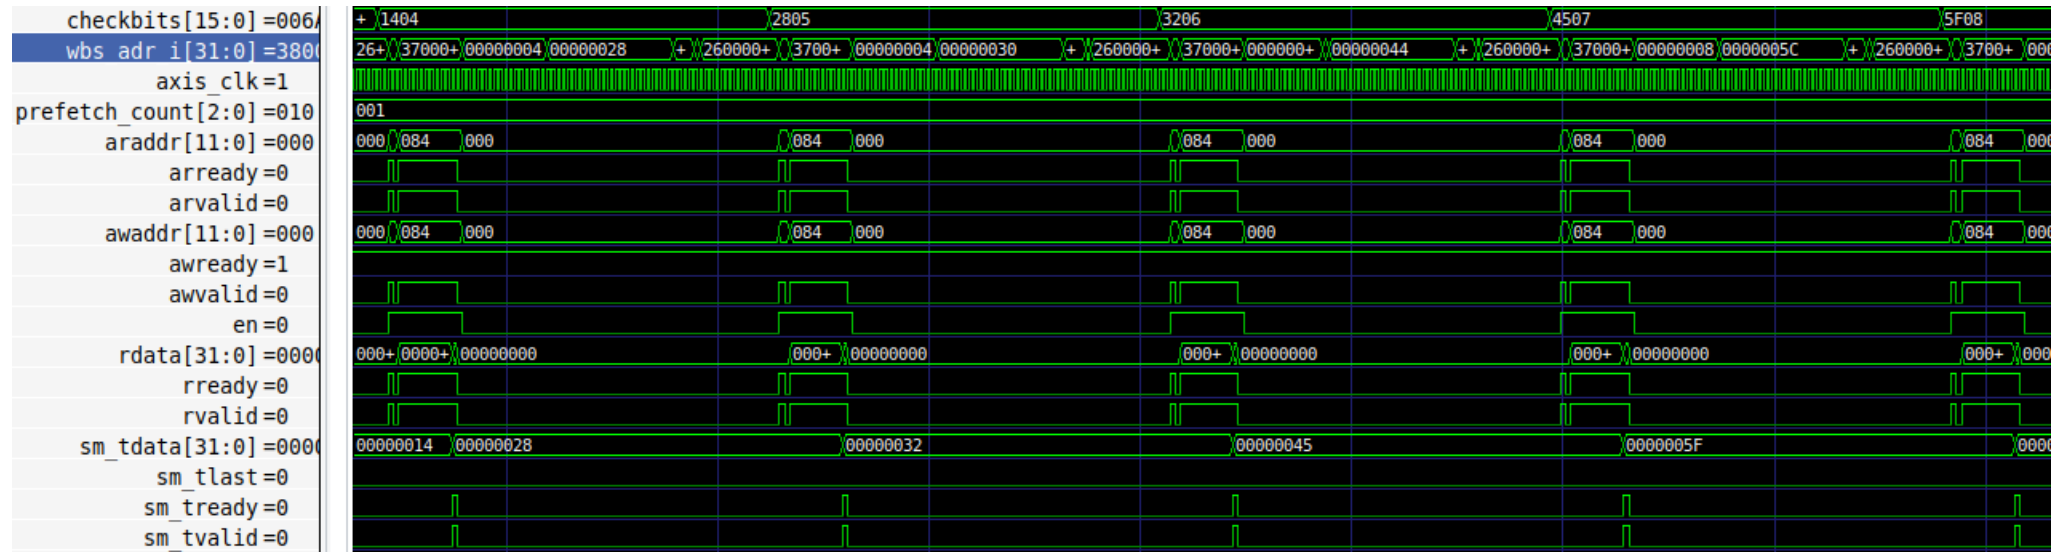 checkbits[15:0] =006A + 1404 2805 3206 4507 5F08
wbs_adr_i[31:0] =3800 26+ 37000+ 00000004 00000028 + 260000+ 3700+ 00000004 00000030 + 260000+ 37000+ 000000+ 00000044 + 260000+ 37000+ 00000008 0000005C + 260000+ 3700+ 000
axis_clk =1
prefetch_count[2:0] =010 001
araddr[11:0] =000 000 084 000 084 000 084 000 084 000 084 000
arready =0
arvalid =0
awaddr[11:0] =000 000 084 000 084 000 084 000 084 000 084 000
awready =1
awvalid =0
en =0
rdata[31:0] =0000 000+ 0000+ 00000000 000+ 00000000 000+ 00000000 000+ 00000000 000+ 000
rready =0
rvalid =0
sm_tdata[31:0] =0000 00000014 00000028 00000032 00000045 0000005F 0000
sm_tlast =0
sm_tready =0
sm_tvalid =0